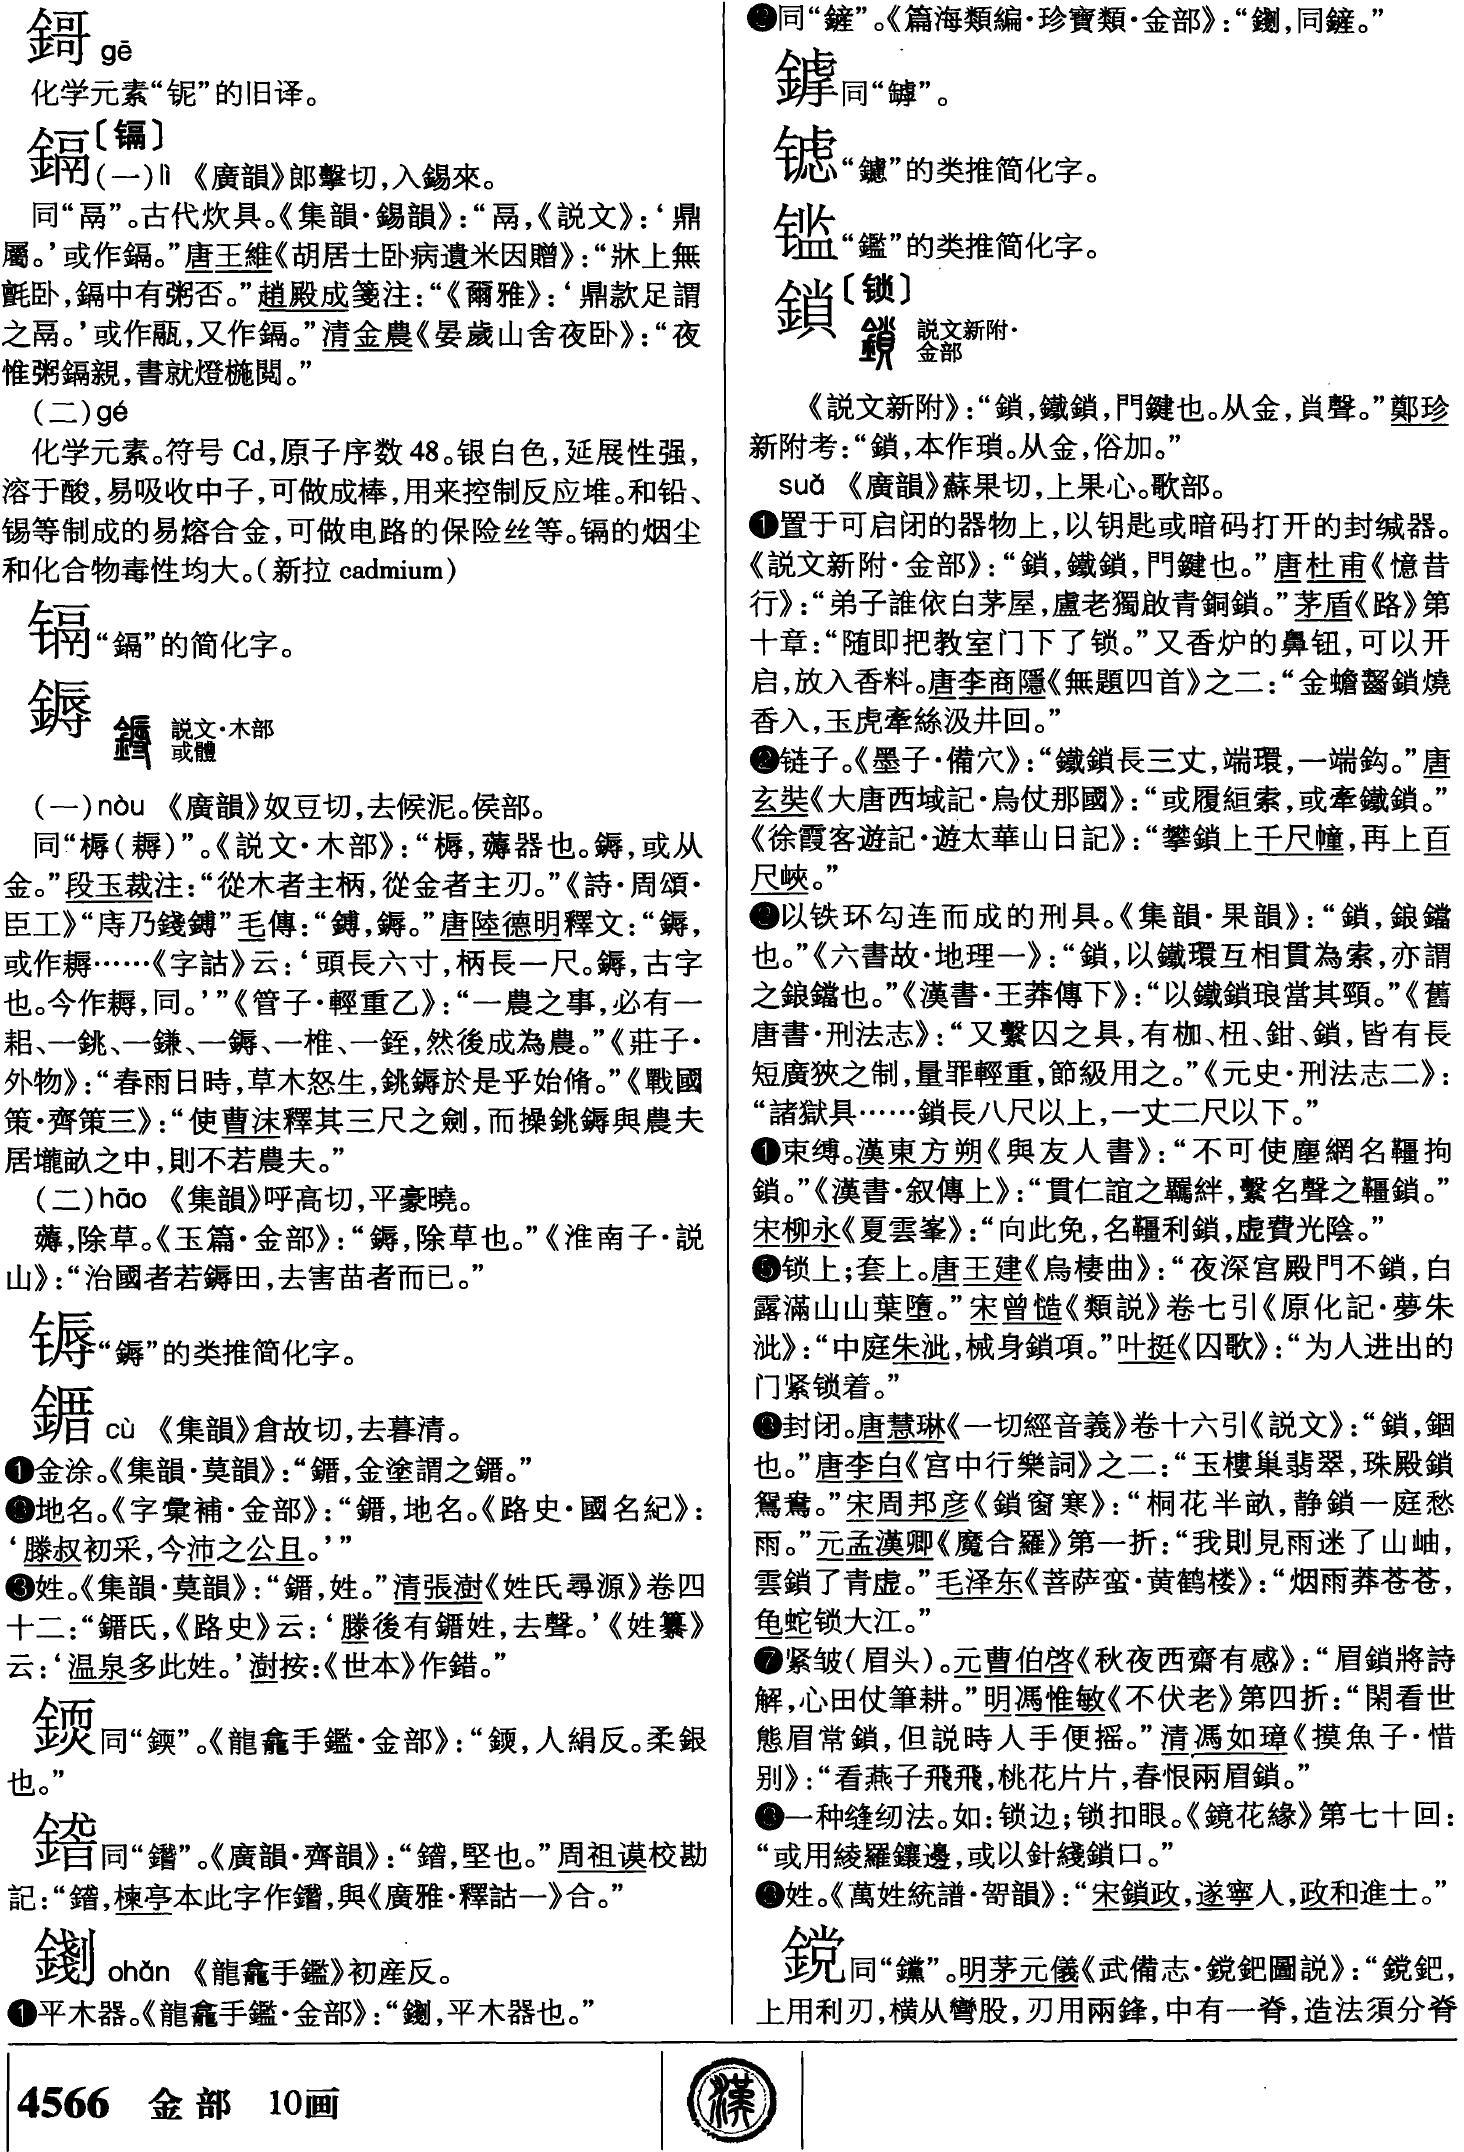 鎶 gē
化学元素“铌”的旧译。
鎘〔镉〕
(一)lì 《廣韻》郎擊切,入錫來。
同“鬲”。古代炊具。《集韻·錫韻》:“鬲,《説文》:‘鼎
屬。’或作鎘。”唐王維《胡居士卧病遺米因贈》:“牀上無
氈卧,鎘中有粥否。”趙殿成箋注:“《爾雅》:‘鼎款足謂
之鬲。’或作䰛,又作鎘。”清金農《晏歲山舍夜卧》:“夜
惟粥鎘親,書就燈椸閲。”
(二)gé
化学元素。符号 Cd,原子序数 48。银白色,延展性强,
溶于酸,易吸收中子,可做成棒,用来控制反应堆。和铅、
锡等制成的易熔合金,可做电路的保险丝等。镉的烟尘
和化合物毒性均大。(新拉 cadmium)
镉“鎘”的简化字。
鎒 説文·木部
或體
(一)nòu 《廣韻》奴豆切,去候泥。侯部。
同“槈(耨)”。《説文·木部》:“槈,薅器也。鎒,或从
金。”段玉裁注:“從木者主柄,從金者主刃。”《詩·周頌·
臣工》“庤乃錢鎛”毛傳:“鎛,鎒。”唐陸德明釋文:“鎒,
或作耨……《字詁》云:‘頭長六寸,柄長一尺。鎒,古字
也。今作耨,同。’”《管子·輕重乙》:“一農之事,必有一
耜、一銚、一鎌、一鎒、一椎、一銍,然後成為農。”《莊子·
外物》:“春雨日時,草木怒生,銚鎒於是乎始脩。”《戰國
策·齊策三》:“使曹沫釋其三尺之劍,而操銚鎒與農夫
居壠畝之中,則不若農夫。”
(二)hāo 《集韻》呼高切,平豪曉。
薅,除草。《玉篇·金部》:“鎒,除草也。”《淮南子·説
山》:“治國者若鎒田,去害苗者而已。”
“鎒”的类推简化字。
cù 《集韻》倉故切,去暮清。
❶金涂。《集韻·莫韻》:“,金塗謂之。”
❷地名。《字彙補·金部》:“,地名。《路史·國名紀》:
‘滕叔初采,今沛之公且。’”
❸姓。《集韻·莫韻》:“,姓。”清張澍《姓氏尋源》卷四
十二:“氏,《路史》云:‘滕後有姓,去聲。’《姓纂》
云:‘温泉多此姓。’澍按:《世本》作錯。”
同“”。《龍龕手鑑·金部》:“,人絹反。柔銀
也。”
同“鍇”。《廣韻·齊韻》:“,堅也。”周祖谟校勘
記:“,楝亭本此字作鍇,與《廣雅·釋詁一》合。”
chǎn 《龍龕手鑑》初産反。
❶平木器。《龍龕手鑑·金部》:“,平木器也。”
❷同“鏟”。《篇海類編·珍寶類·金部》:“,同鏟。”
同“罅”。
“鑢”的类推简化字。
“鑑”的类推简化字。
鎖〔锁〕
説文新附·
金部
《説文新附》:“鎖,鐵鎖,門鍵也。从金,𧴪聲。”鄭珍
新附考:“鎖,本作瑣。从金,俗加。”
suǒ 《廣韻》蘇果切,上果心。歌部。
❶置于可启闭的器物上,以钥匙或暗码打开的封缄器。
《説文新附·金部》:“鎖,鐵鎖,門鍵也。”唐杜甫《憶昔
行》:“弟子誰依白茅屋,盧老獨啟青銅鎖。”茅盾《路》第
十章:“随即把教室门下了锁。”又香炉的鼻钮,可以开
启,放入香料。唐李商隱《無題四首》之二:“金蟾齧鎖燒
香入,玉虎牽絲汲井回。”
❷链子。《墨子·備穴》:“鐵鎖長三丈,端環,一端鈎。”唐
玄奘《大唐西域記·烏仗那國》:“或履絙索,或牽鐵鎖。”
《徐霞客遊記·遊太華山日記》:“攀鎖上千尺幢,再上百
尺峽。”
❸以铁环勾连而成的刑具。《集韻·果韻》:“鎖,鋃鐺
也。”《六書故·地理一》:“鎖,以鐵環互相貫為索,亦謂
之鋃鐺也。”《漢書·王莽傳下》:“以鐵鎖琅當其頸。”《舊
唐書·刑法志》:“又繫囚之具,有枷、杻、鉗、鎖,皆有長
短廣狹之制,量罪輕重,節級用之。”《元史·刑法志二》:
“諸獄具……鎖長八尺以上,一丈二尺以下。”
❹束缚。漢東方朔《與友人書》:“不可使塵網名韁拘
鎖。”《漢書·叙傳上》:“貫仁誼之羈絆,繫名聲之韁鎖。”
宋柳永《夏雲峯》:“向此免,名韁利鎖,虚費光陰。”
❺锁上;套上。唐王建《烏棲曲》:“夜深宫殿門不鎖,白
露滿山山葉墮。”宋曾慥《類説》卷七引《原化記·夢朱
泚》:“中庭朱泚,械身鎖項。”叶挺《囚歌》:“为人进出的
门紧锁着。”
❻封闭。唐慧琳《一切經音義》卷十六引《説文》:“鎖,錮
也。”唐李白《宫中行樂詞》之二:“玉樓巢翡翠,珠殿鎖
鴛鴦。”宋周邦彦《鎖窗寒》:“桐花半畝,静鎖一庭愁
雨。”元孟漢卿《魔合羅》第一折:“我則見雨迷了山岫,
雲鎖了青虚。”毛泽东《菩萨蛮·黄鹤楼》:“烟雨莽苍苍,
龟蛇锁大江。”
❼紧皱(眉头)。元曹伯啓《秋夜西齋有感》:“眉鎖將詩
解,心田仗筆耕。”明馮惟敏《不伏老》第四折:“閑看世
態眉常鎖,但説時人手便摇。”清馮如璋《摸魚子·惜
别》:“看燕子飛飛,桃花片片,春恨兩眉鎖。”
❽一种缝纫法。如:锁边;锁扣眼。《鏡花緣》第七十回:
“或用綾羅鑲邊,或以針綫鎖口。”
❾姓。《萬姓統譜·哿韻》:“宋鎖政,遂寧人,政和進士。”
鎲同“钂”。明茅元儀《武備志·鎲鈀圖説》:“鎲鈀,
上用利刃,横从彎股,刃用兩鋒,中有一脊,造法須分脊
4566 金部 10画
漢